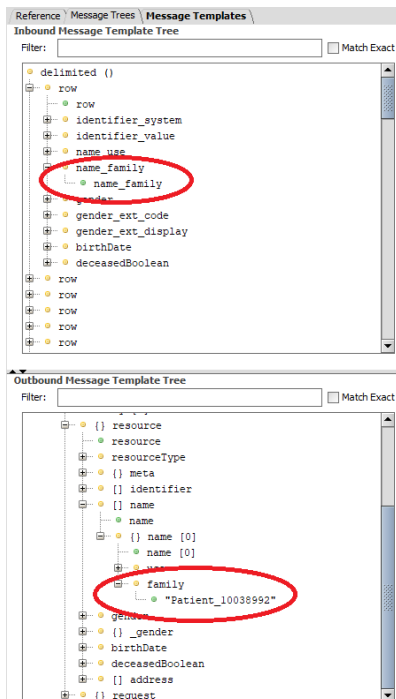 Reference Message Trees Message Templates
Inbound Message Template Tree
Filter: Match Exact
delimited ()
row
row
identifier_system
identifier_value
name_use
name_family
name_family
gender
gender_ext_code
gender_ext_display
birthDate
deceasedBoolean
row
row
row
row
row
Outbound Message Template Tree
Filter: Match Exact
{} resource
resource
resourceType
{} meta
[] identifier
[] name
name
{} name [0]
name [0]
family
"Patient_10038992"
gender
{} _gender
birthDate
deceasedBoolean
[] address
{} request